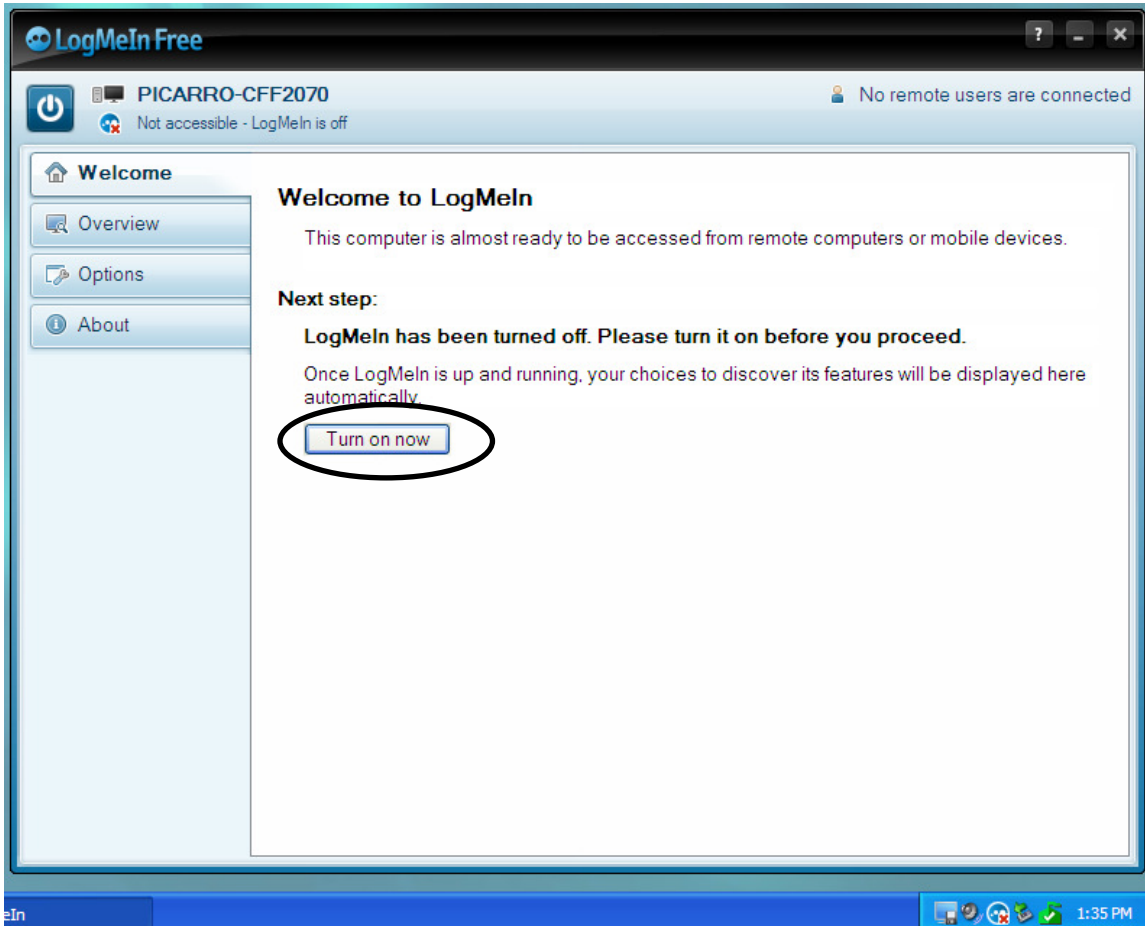 LogMeIn Free
? - x
PICARRO-CFF2070
No remote users are connected
Not accessible - LogMeIn is off
Welcome
Overview
Options
About
Welcome to LogMeIn
This computer is almost ready to be accessed from remote computers or mobile devices.
Next step:
LogMeIn has been turned off. Please turn it on before you proceed.
Once LogMeIn is up and running, your choices to discover its features will be displayed here
automatically.
Turn on now
eIn
1:35 PM